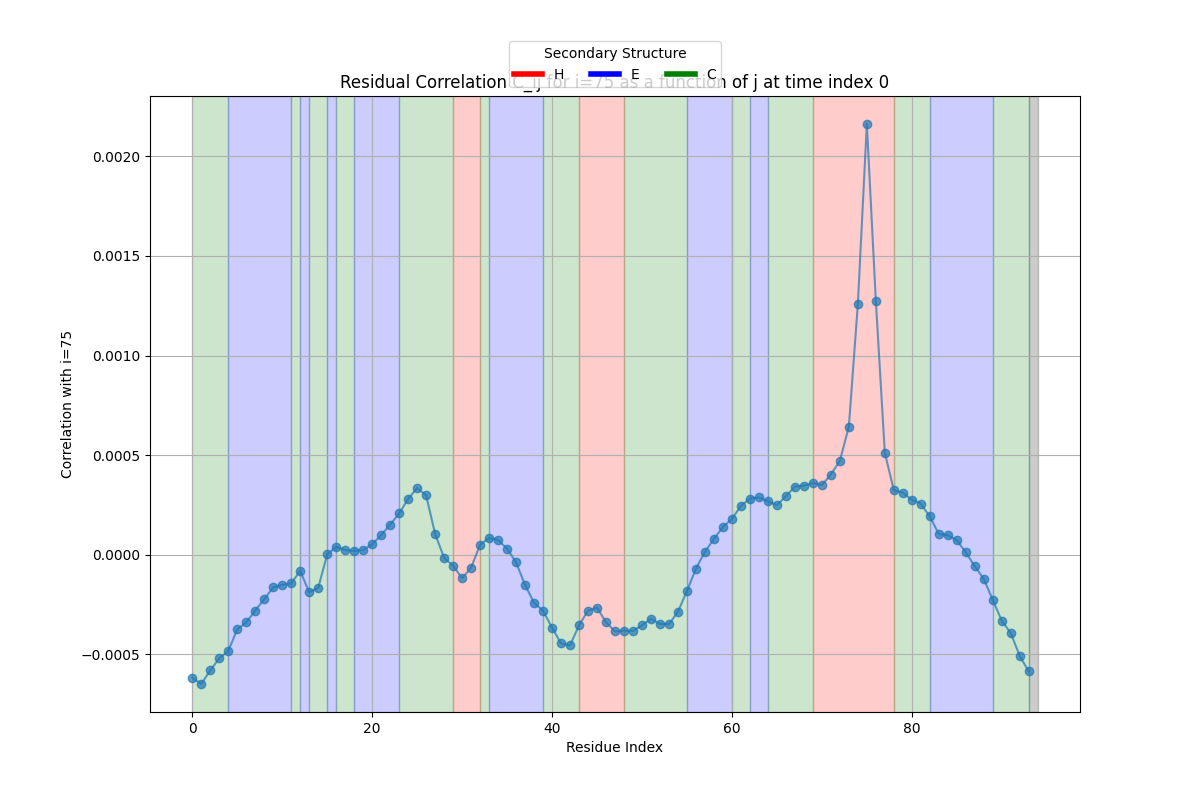 Secondary Structure
H E C
Residual Correlation C_ij for i=75 as a function of j at time index 0
0.0020
0.0015
0.0010
0.0005
0.0000
−0.0005
Correlation with i=75
0 20 40 60 80
Residue Index